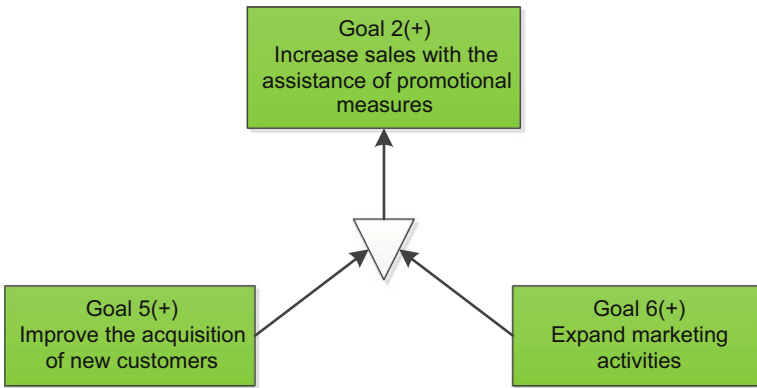 Goal 2(+)
Increase sales with the
assistance of promotional
measures
Goal 5(+)
Improve the acquisition
of new customers
Goal 6(+)
Expand marketing
activities